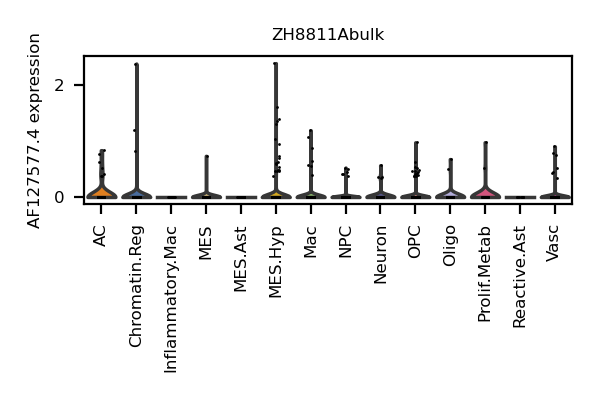 ZH8811Abulk
AF127577.4 expression
2
0
AC
Chromatin.Reg
Inflammatory.Mac
MES
MES.Ast
MES.Hyp
Mac
NPC
Neuron
OPC
Oligo
Prolif.Metab
Reactive.Ast
Vasc